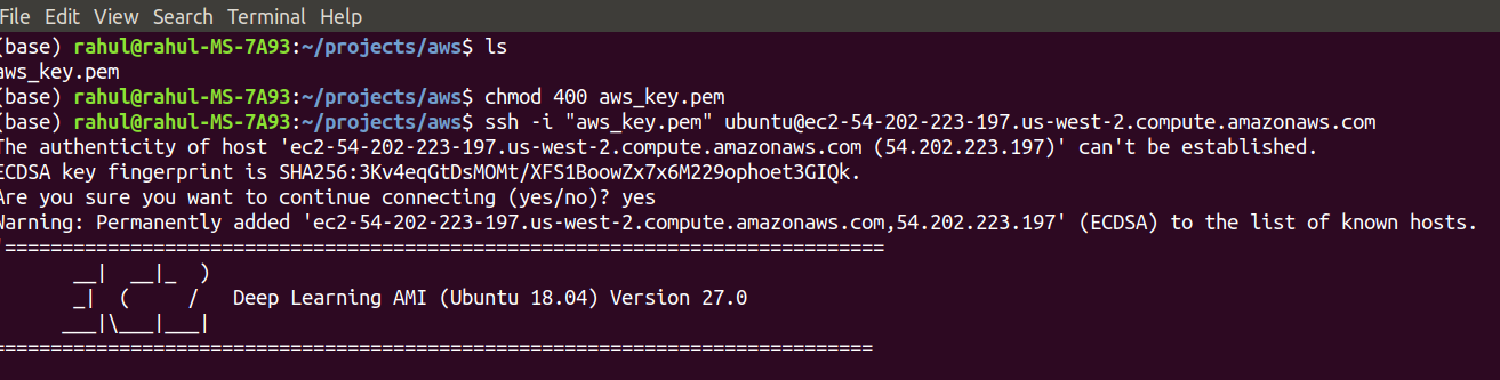 File Edit View Search Terminal Help
(base) rahul@rahul-MS-7A93:~/projects/aws$ ls
aws_key.pem
(base) rahul@rahul-MS-7A93:~/projects/aws$ chmod 400 aws_key.pem
(base) rahul@rahul-MS-7A93:~/projects/aws$ ssh -i "aws_key.pem" ubuntu@ec2-54-202-223-197.us-west-2.compute.amazonaws.com
The authenticity of host 'ec2-54-202-223-197.us-west-2.compute.amazonaws.com (54.202.223.197)' can't be established.
ECDSA key fingerprint is SHA256:3Kv4eqGtDsMOMt/XFS1BoowZx7x6M229ophoet3GIQk.
Are you sure you want to continue connecting (yes/no)? yes
Warning: Permanently added 'ec2-54-202-223-197.us-west-2.compute.amazonaws.com,54.202.223.197' (ECDSA) to the list of known hosts.
=============================================================================
       __|  __|_  )
       _|  (     /   Deep Learning AMI (Ubuntu 18.04) Version 27.0
      ___|\___|___|
=============================================================================